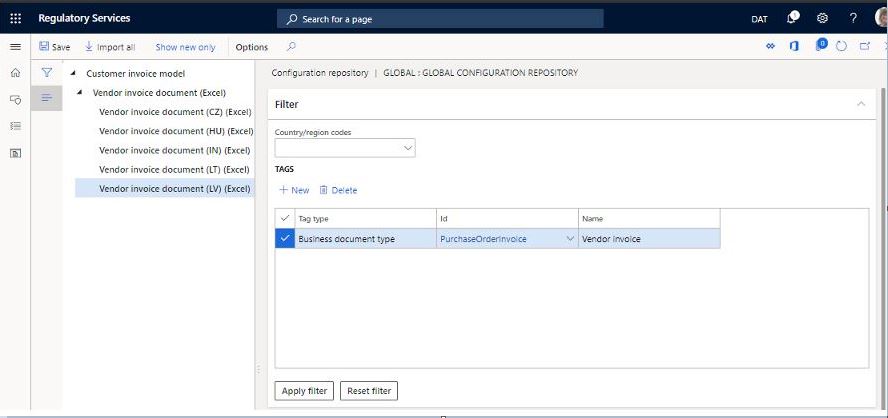 Regulatory Services
Search for a page
DAT
1
?
Save
Import all
Show new only
Options
0
Customer invoice model
Vendor invoice document (Excel)
Vendor invoice document (CZ) (Excel)
Vendor invoice document (HU) (Excel)
Vendor invoice document (IN) (Excel)
Vendor invoice document (LT) (Excel)
Vendor invoice document (LV) (Excel)
Configuration repository | GLOBAL : GLOBAL CONFIGURATION REPOSITORY
Filter
Country/region codes
TAGS
New
Delete
Tag type Id Name
Business document type PurchaseOrderInvoice Vendor invoice
Apply filter
Reset filter